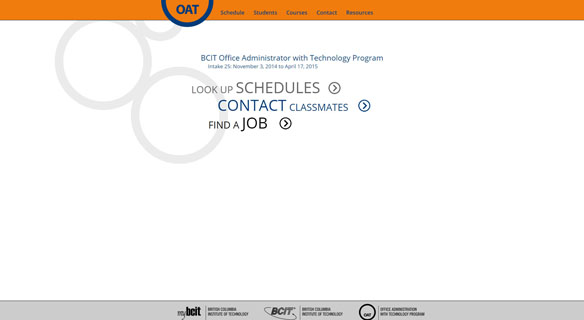 OAT
Schedule Students Courses Contact Resources
BCIT Office Administrator with Technology Program
Intake 25: November 3, 2014 to April 17, 2015
LOOK UP SCHEDULES
CONTACT CLASSMATES
FIND A JOB
mybcit BRITISH COLUMBIA INSTITUTE OF TECHNOLOGY
BCIT BRITISH COLUMBIA INSTITUTE OF TECHNOLOGY
OAT OFFICE ADMINISTRATION WITH TECHNOLOGY PROGRAM